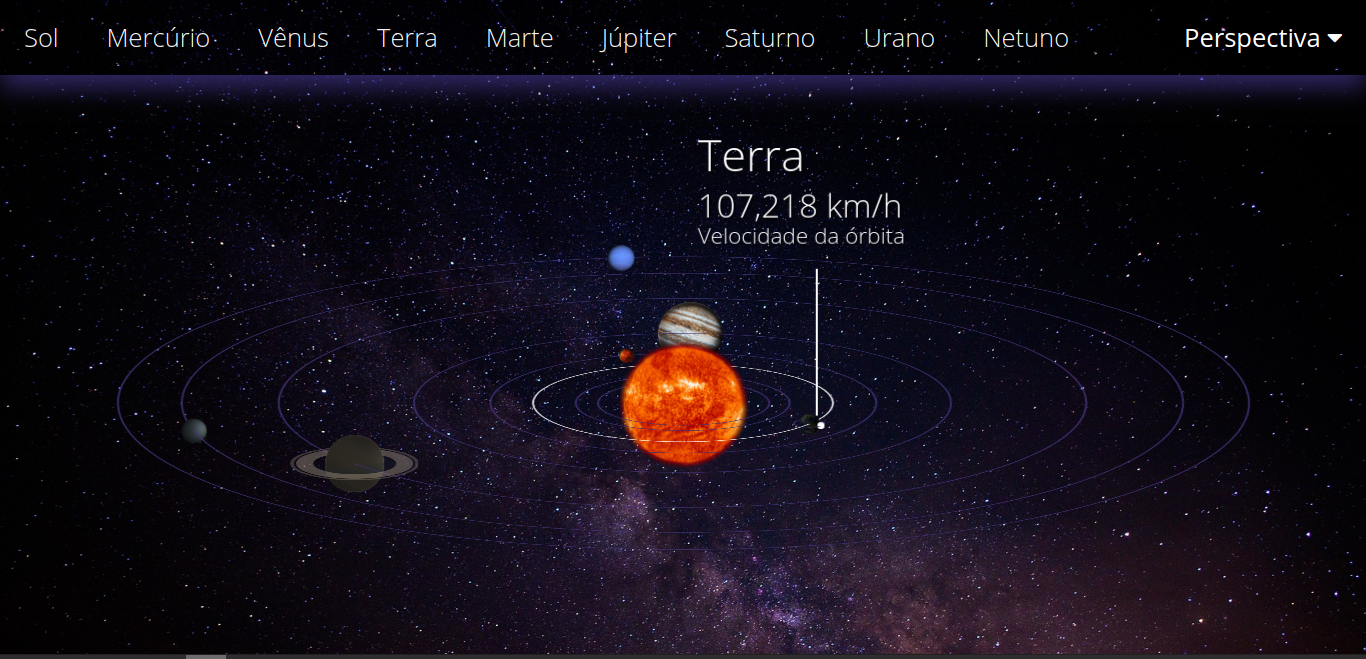 Sol Mercúrio Vênus Terra Marte Júpiter Saturno Urano Netuno Perspectiva
Terra
107,218 km/h
Velocidade da órbita